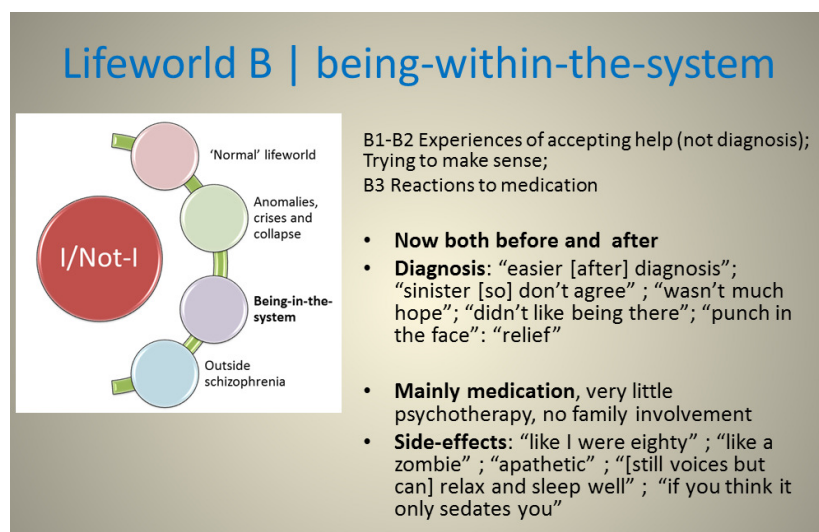 Lifeworld B | being-within-the-system
I/Not-I
'Normal' lifeworld
Anomalies,
crises and
collapse
Being-in-the-
system
Outside
schizophrenia
B1-B2 Experiences of accepting help (not diagnosis);
Trying to make sense;
B3 Reactions to medication
• Now both before and after
• Diagnosis: “easier [after] diagnosis”;
“sinister [so] don’t agree” ; “wasn’t much
hope”; “didn’t like being there”; “punch in
the face”: “relief”
• Mainly medication, very little
psychotherapy, no family involvement
• Side-effects: “like I were eighty” ; “like a
zombie” ; “apathetic” ; “[still voices but
can] relax and sleep well” ; “if you think it
only sedates you”